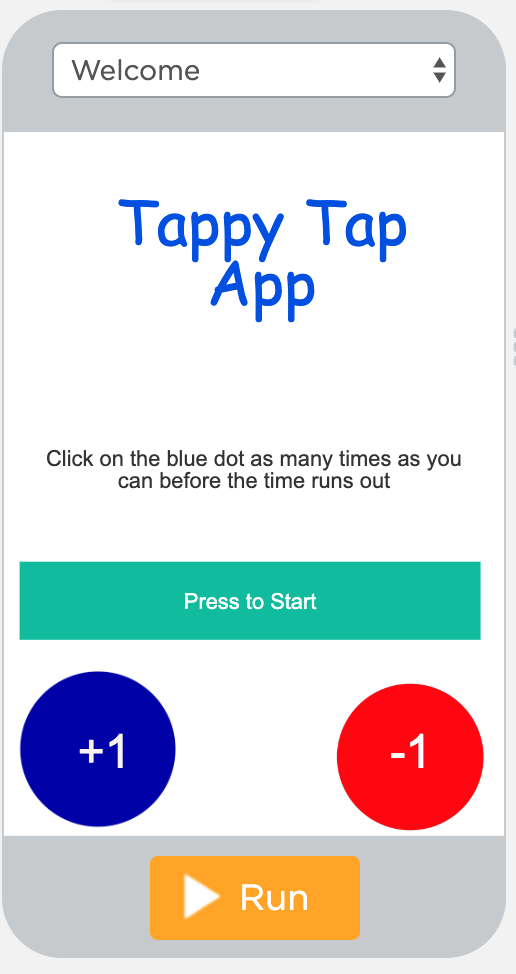 Welcome
Tappy Tap
App
Click on the blue dot as many times as you
can before the time runs out
Press to Start
+1
-1
Run